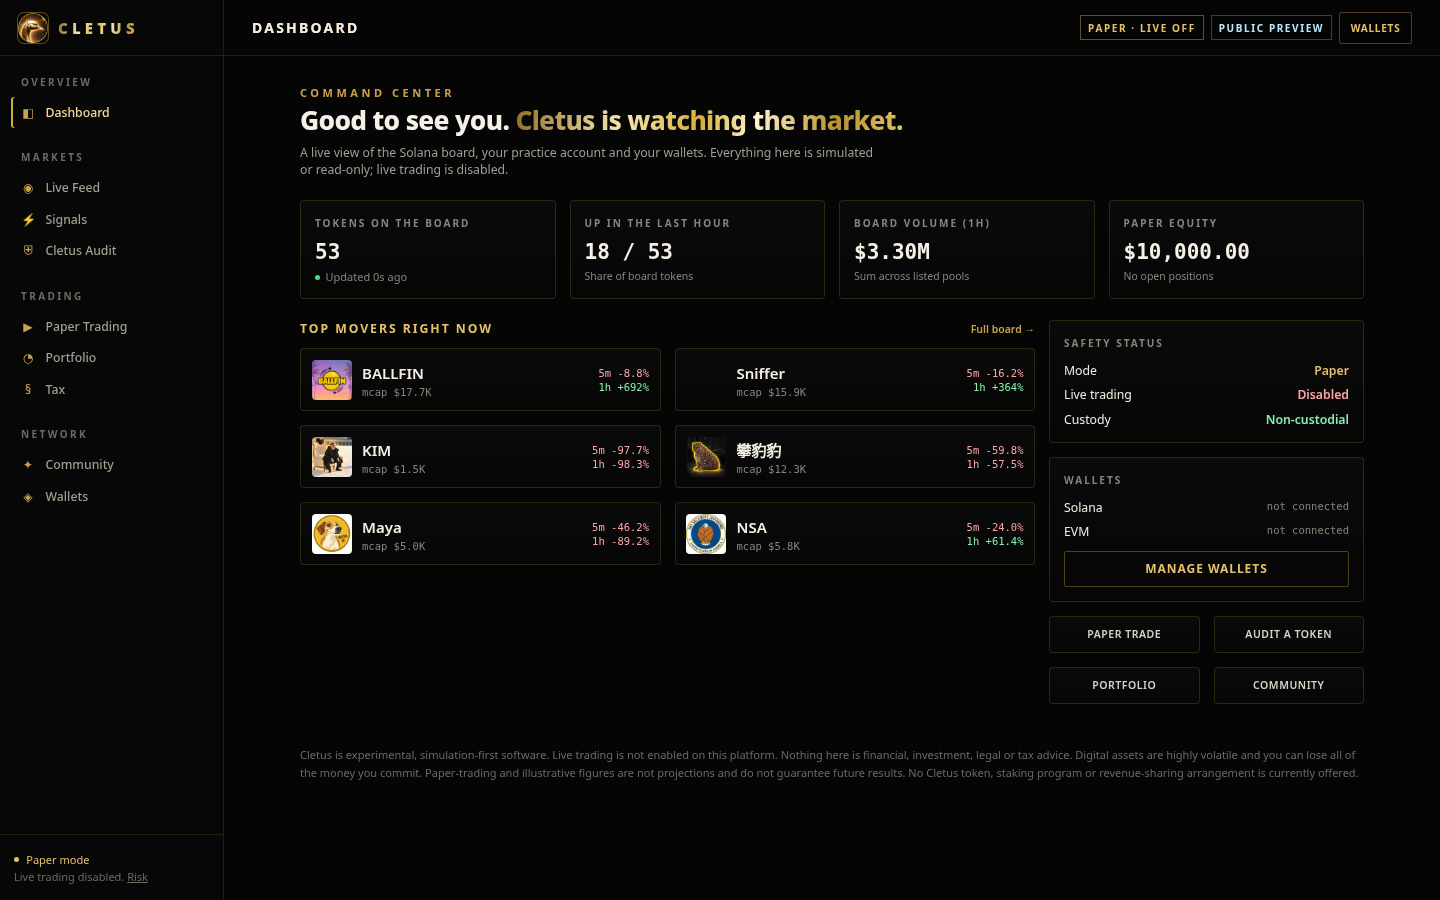 CLETUS
OVERVIEW
Dashboard
MARKETS
Live Feed
Signals
Cletus Audit
TRADING
Paper Trading
Portfolio
§ Tax
NETWORK
Community
Wallets
Paper mode
Live trading disabled. Risk
DASHBOARD
PAPER · LIVE OFF
PUBLIC PREVIEW
WALLETS
COMMAND CENTER
Good to see you. Cletus is watching the market.
A live view of the Solana board, your practice account and your wallets. Everything here is simulated
or read-only; live trading is disabled.
TOKENS ON THE BOARD
53
Updated 0s ago
UP IN THE LAST HOUR
18 / 53
Share of board tokens
BOARD VOLUME (1H)
$3.30M
Sum across listed pools
PAPER EQUITY
$10,000.00
No open positions
TOP MOVERS RIGHT NOW
Full board →
BALLFIN
BALLFIN
mcap $17.7K
5m -8.8%
1h +692%
Sniffer
mcap $15.9K
5m -16.2%
1h +364%
KIM
mcap $1.5K
5m -97.7%
1h -98.3%
攀豹豹
mcap $12.3K
5m -59.8%
1h -57.5%
Maya
mcap $5.0K
5m -46.2%
1h -89.2%
NSA
mcap $5.8K
5m -24.0%
1h +61.4%
SAFETY STATUS
Mode Paper
Live trading Disabled
Custody Non-custodial
WALLETS
Solana not connected
EVM not connected
MANAGE WALLETS
PAPER TRADE
AUDIT A TOKEN
PORTFOLIO
COMMUNITY
Cletus is experimental, simulation-first software. Live trading is not enabled on this platform. Nothing here is financial, investment, legal or tax advice. Digital assets are highly volatile and you can lose all of
the money you commit. Paper-trading and illustrative figures are not projections and do not guarantee future results. No Cletus token, staking program or revenue-sharing arrangement is currently offered.